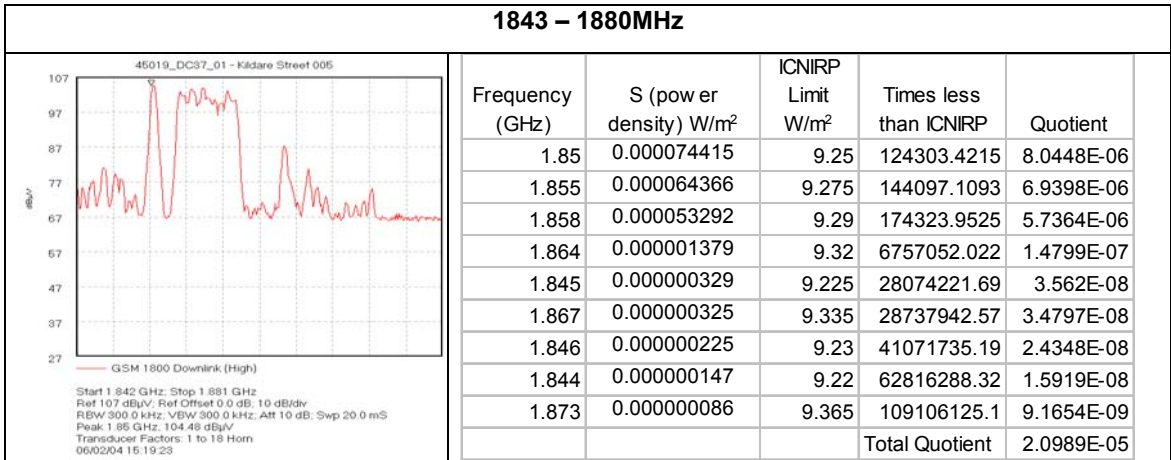 1843 – 1880MHz
45019_DC37_01 - Kildare Street 005
107
97
87
77
67
57
47
37
27
dBµV
GSM 1800 Downlink (High)
Start 1.842 GHz; Stop 1.881 GHz
Ref 107 dBµV; Ref Offset 0.0 dB; 10 dB/div
RBW 300.0 kHz; VBW 300.0 kHz; Att 10 dB; Swp 20.0 mS
Peak 1.85 GHz, 104.48 dBµV
Transducer Factors: 1 to 18 Horn
06/02/04 15:19:23
Frequency (GHz) S (pow er density) W/m² ICNIRP Limit W/m² Times less than ICNIRP Quotient
1.85 0.000074415 9.25 124303.4215 8.0448E-06
1.855 0.000064366 9.275 144097.1093 6.9398E-06
1.858 0.000053292 9.29 174323.9525 5.7364E-06
1.864 0.000001379 9.32 6757052.022 1.4799E-07
1.845 0.000000329 9.225 28074221.69 3.562E-08
1.867 0.000000325 9.335 28737942.57 3.4797E-08
1.846 0.000000225 9.23 41071735.19 2.4348E-08
1.844 0.000000147 9.22 62816288.32 1.5919E-08
1.873 0.000000086 9.365 109106125.1 9.1654E-09
Total Quotient 2.0989E-05